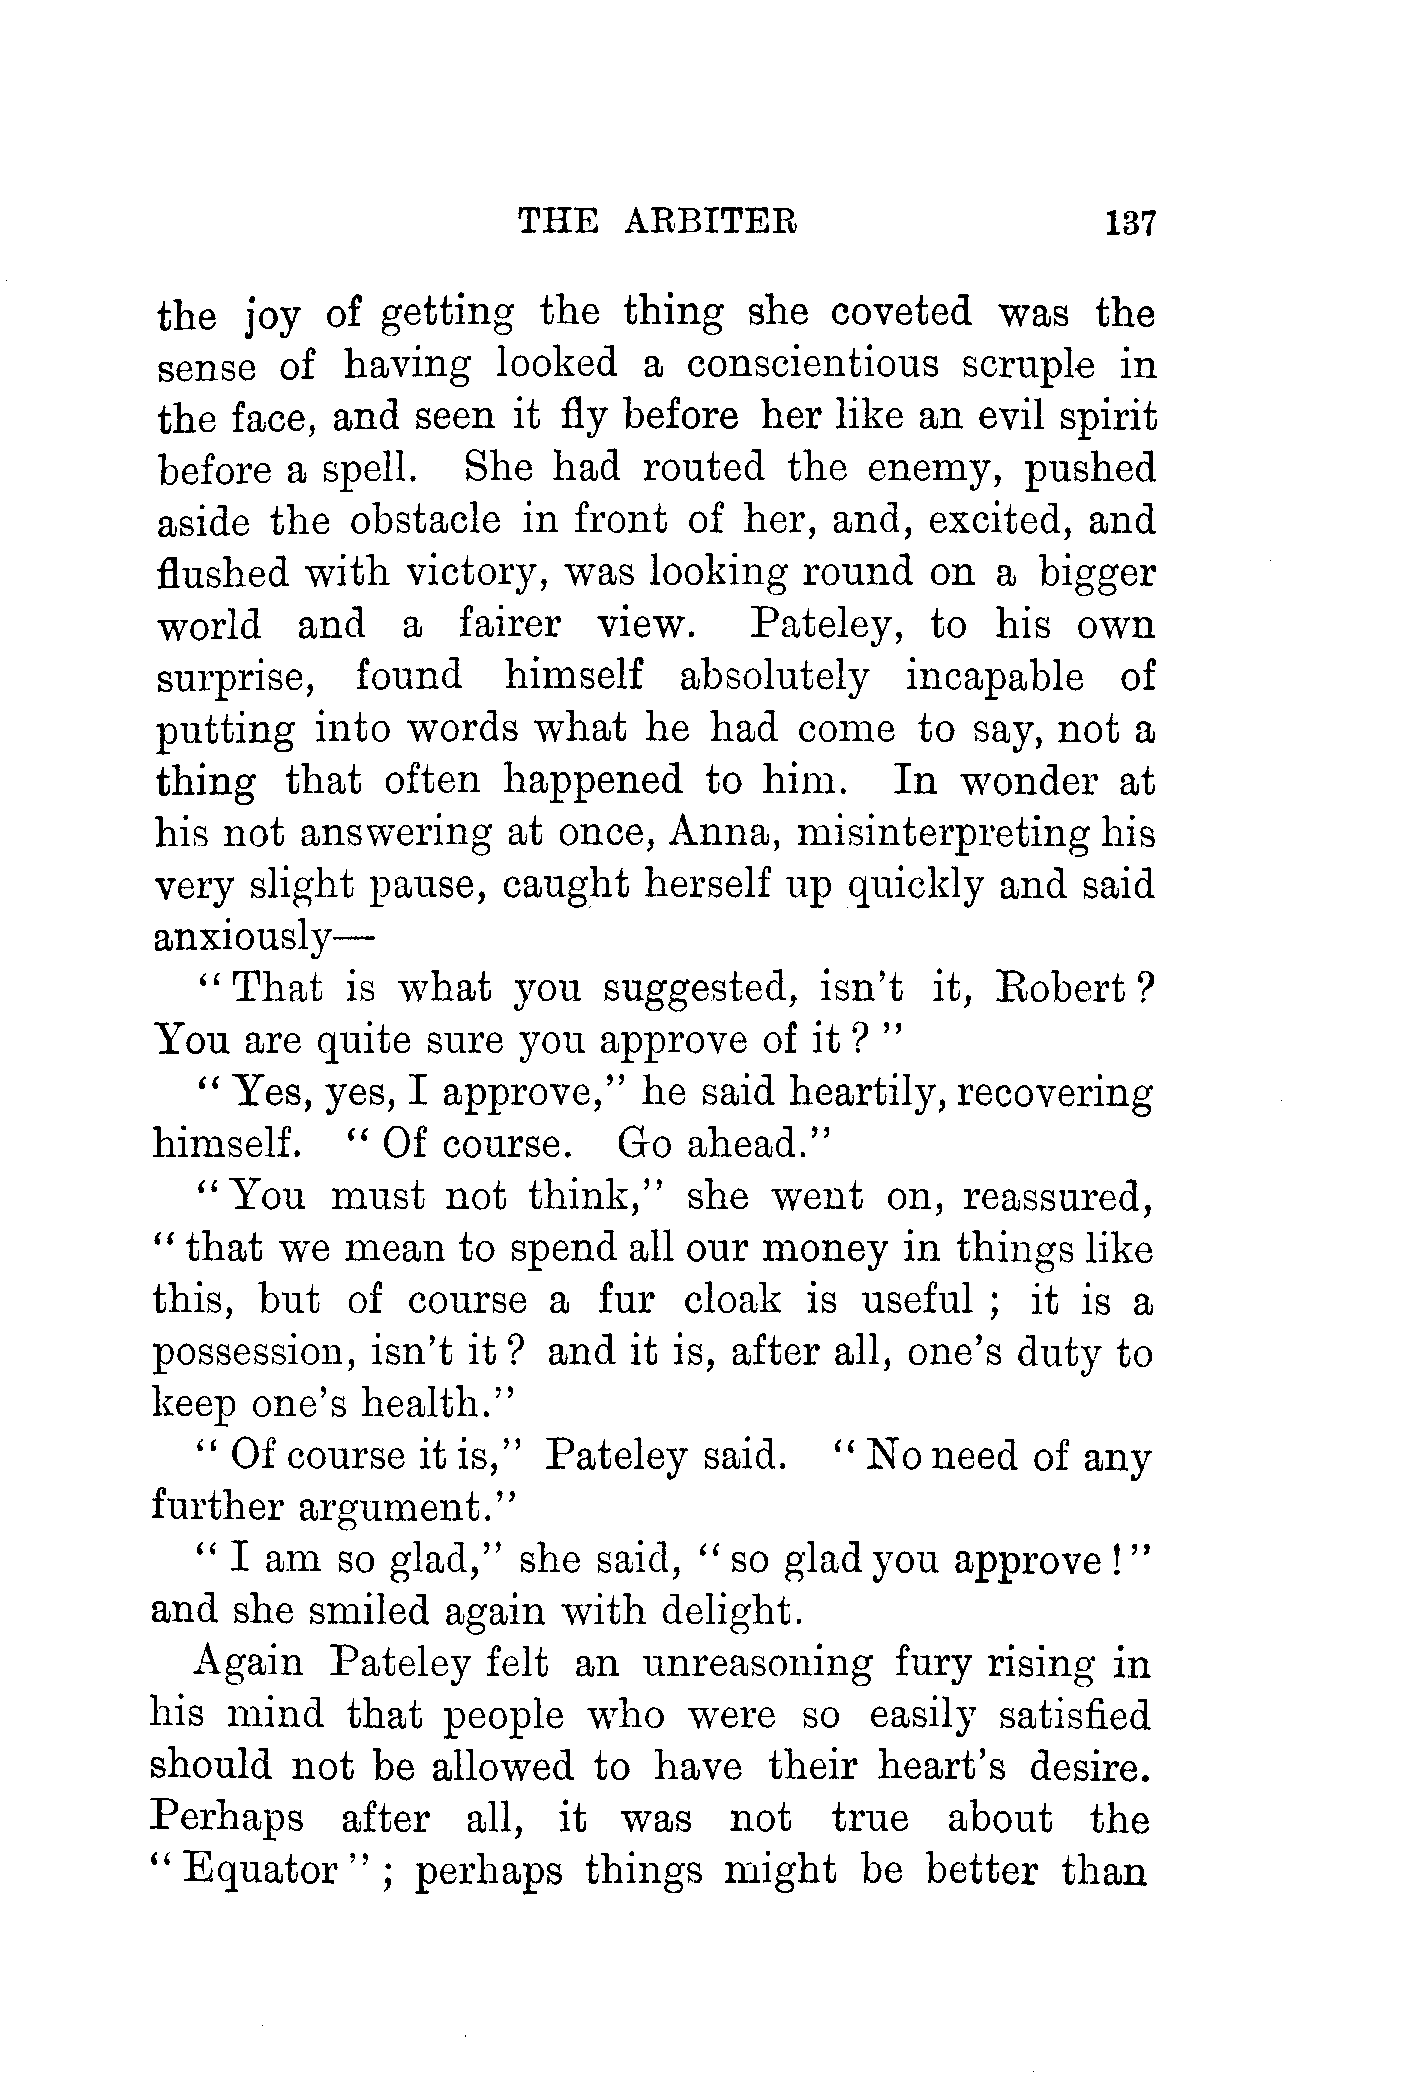 THE ARBITER 137
the joy of getting the thing she coveted was the
sense of having looked a conscientious scruple in
the face, and seen it fly before her like an evil spirit
before a spell. She had routed the enemy, pushed
aside the obstacle in front of her, and, excited, and
flushed with victory, was looking round on a bigger
world and a fairer view. Pateley, to his own
surprise, found himself absolutely incapable of
putting into words what he had come to say, not a
thing that often happened to him. In wonder at
his not answering at once, Anna, misinterpreting his
very slight pause, caught herself up quickly and said
anxiously—
“ That is what you suggested, isn’t it, Robert ?
You are quite sure you approve of it ? ”
“ Yes, yes, I approve,” he said heartily, recovering
himself. “ Of course. Go ahead.”
“ You must not think,” she went on, reassured,
“ that we mean to spend all our money in things like
this, but of course a fur cloak is useful ; it is a
possession, isn’t it ? and it is, after all, one’s duty to
keep one’s health.”
“ Of course it is,” Pateley said. “ No need of any
further argument.”
“ I am so glad,” she said, “ so glad you approve ! ”
and she smiled again with delight.
Again Pateley felt an unreasoning fury rising in
his mind that people who were so easily satisfied
should not be allowed to have their heart’s desire.
Perhaps after all, it was not true about the
“ Equator ” ; perhaps things might be better than